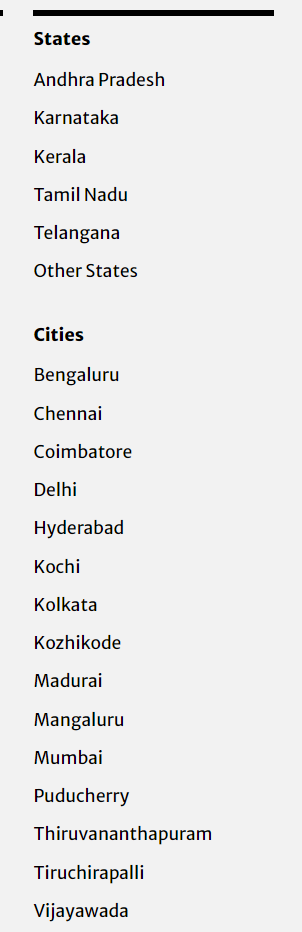 States
Andhra Pradesh
Karnataka
Kerala
Tamil Nadu
Telangana
Other States
Cities
Bengaluru
Chennai
Coimbatore
Delhi
Hyderabad
Kochi
Kolkata
Kozhikode
Madurai
Mangaluru
Mumbai
Puducherry
Thiruvananthapuram
Tiruchirapalli
Vijayawada